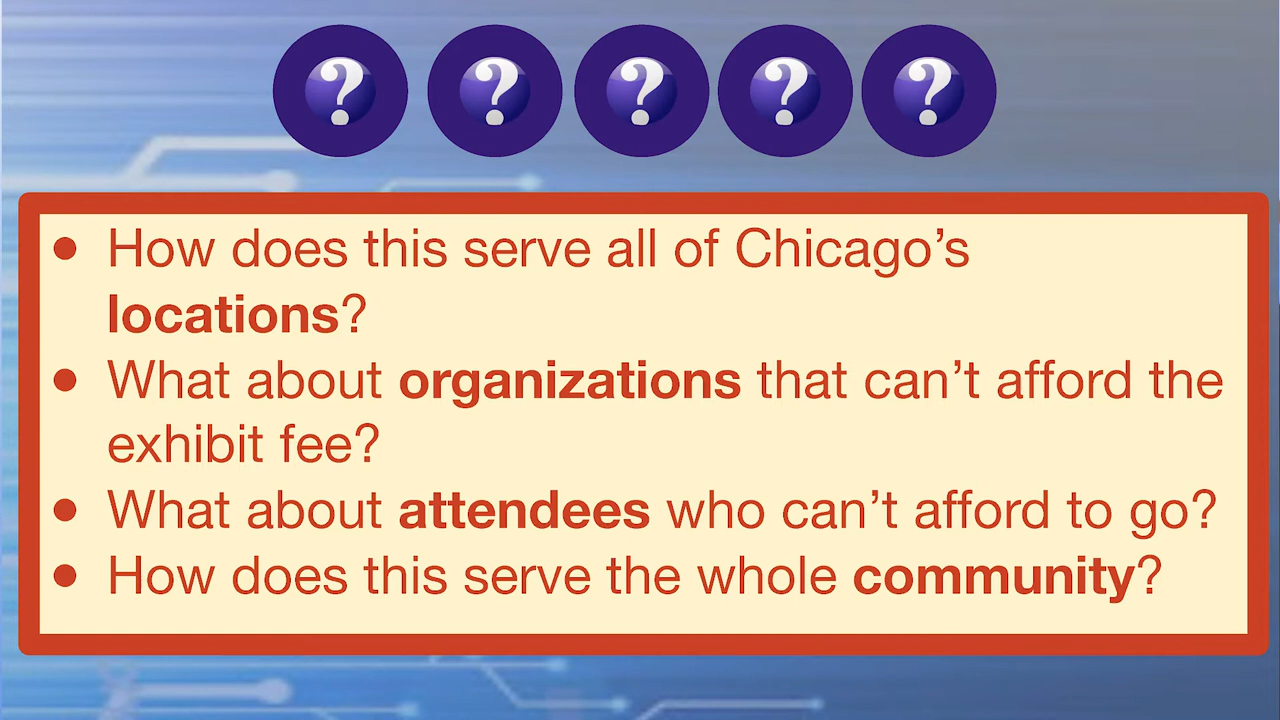 ? ? ? ? ?
• How does this serve all of Chicago’s
locations?
• What about organizations that can’t afford the
exhibit fee?
• What about attendees who can’t afford to go?
• How does this serve the whole community?